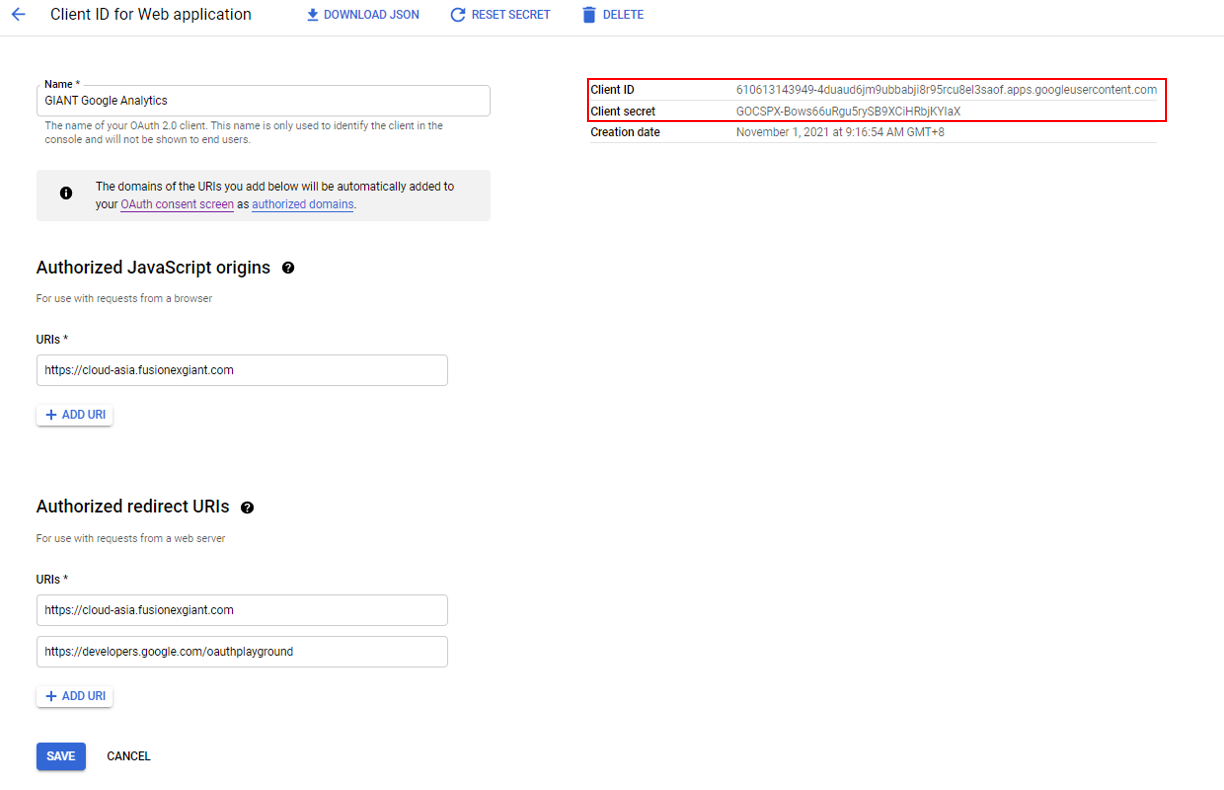 Client ID for Web application
DOWNLOAD JSON
RESET SECRET
DELETE
Name *
GIANT Google Analytics
The name of your OAuth 2.0 client. This name is only used to identify the client in the
console and will not be shown to end users.
Client ID 610613143949-4duaud6jm9ubbabji8r95rcu8el3saof.apps.googleusercontent.com
Client secret
Creation date November 1, 2021 at 9:16:54 AM GMT+8
The domains of the URIs you add below will be automatically added to
your OAuth consent screen as authorized domains.
Authorized JavaScript origins
For use with requests from a browser
URIs *
https://cloud-asia.fusionexgiant.com
+ ADD URI
Authorized redirect URIs
For use with requests from a web server
URIs *
https://cloud-asia.fusionexgiant.com
https://developers.google.com/oauthplayground
+ ADD URI
SAVE
CANCEL